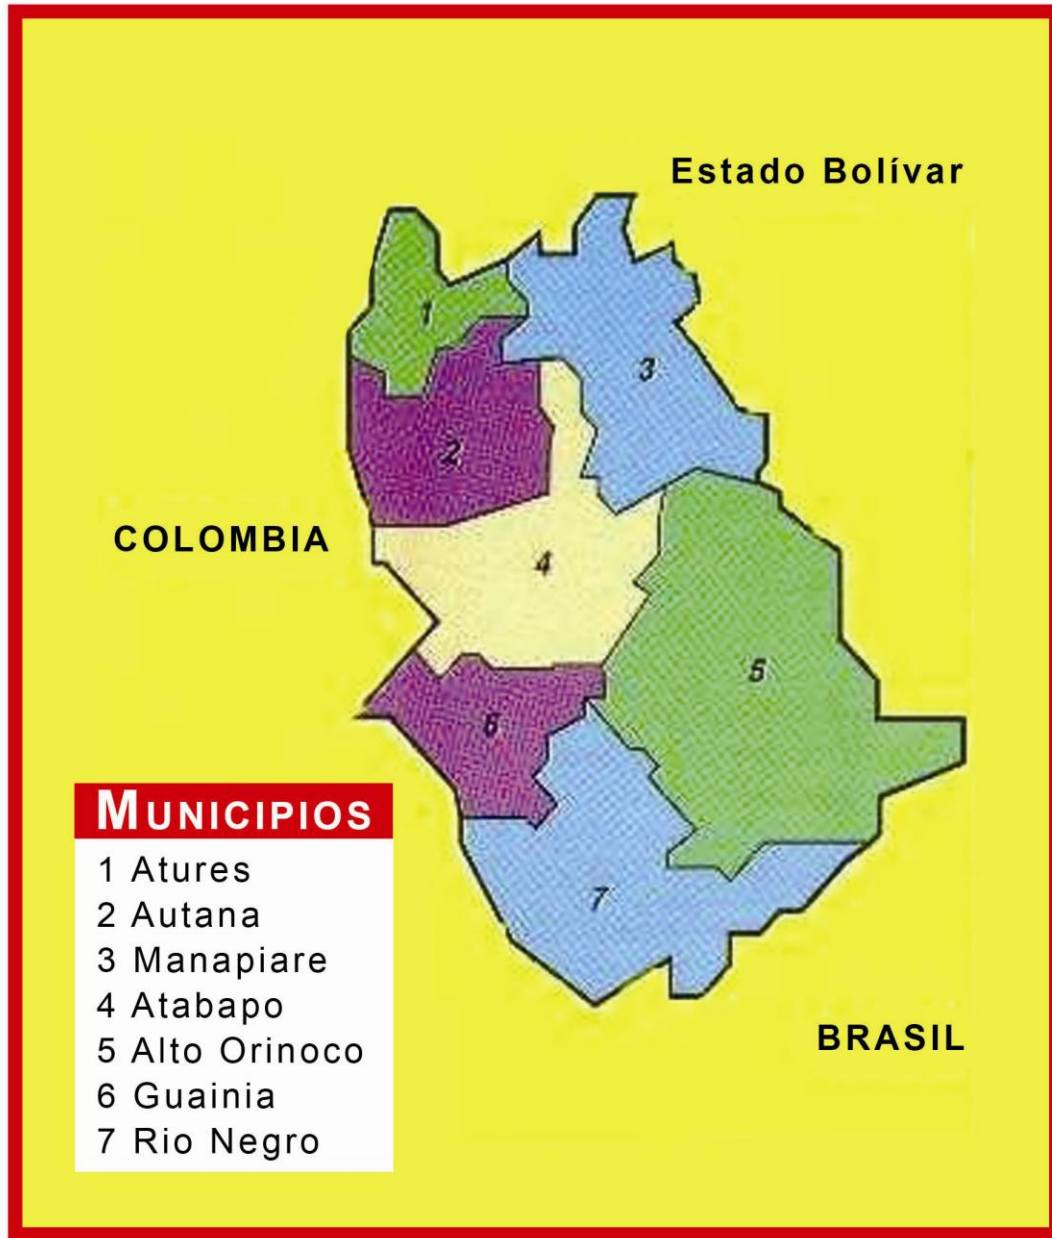 Estado Bolívar
1
3
2
COLOMBIA
4
5
6
MUNICIPIOS
1 Atures
2 Autana
3 Manapiare
4 Atabapo
5 Alto Orinoco
6 Guainia
7 Rio Negro
7
BRASIL